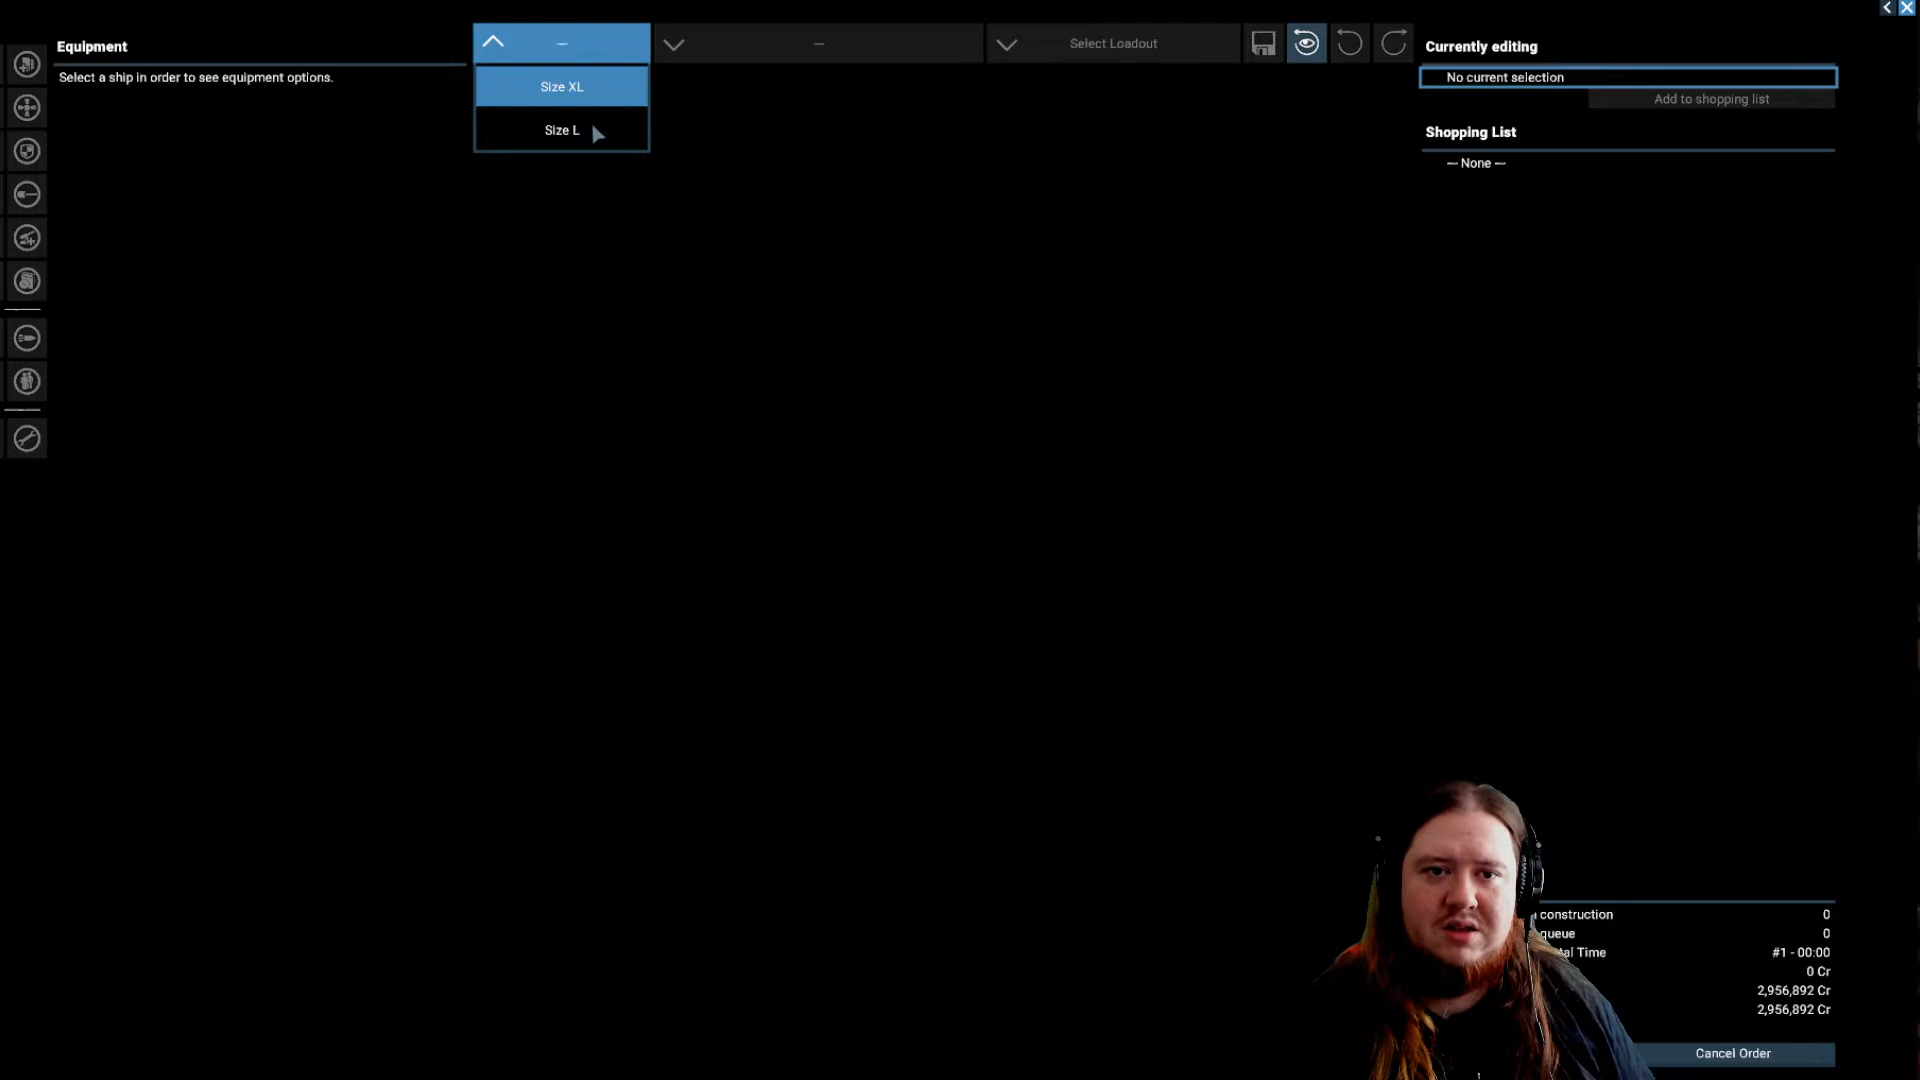 Equipment
Select a ship in order to see equipment options.
—
Size XL
Size L
—
Select Loadout
Currently editing
No current selection
Add to shopping list
Shopping List
— None —
construction 0
queue 0
Time #1 - 00:00
0 Cr
2,956,892 Cr
2,956,892 Cr
Cancel Order